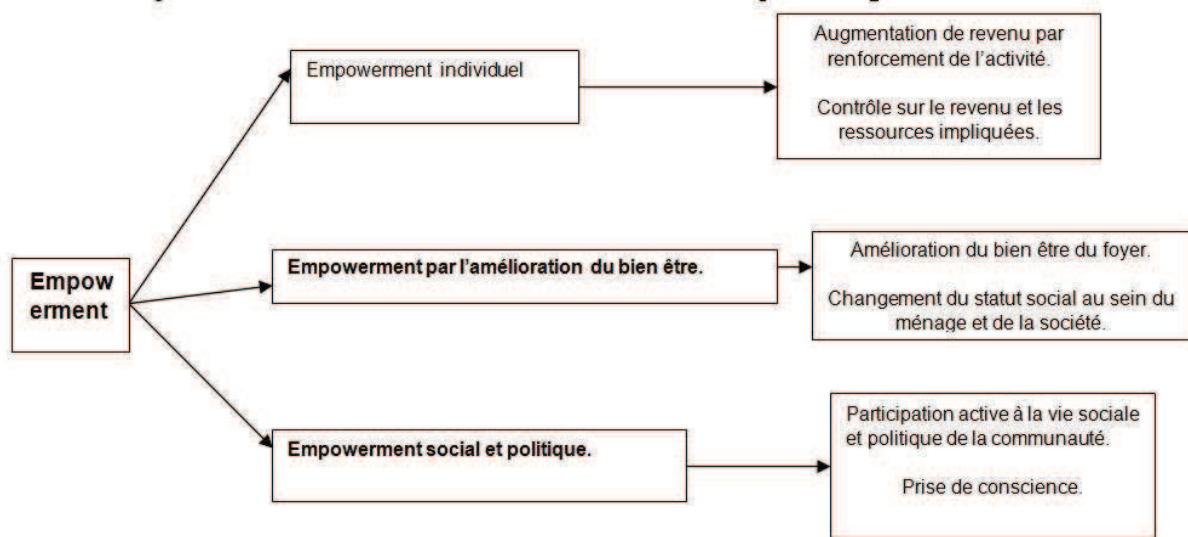 Empow
erment
Empowerment individuel
Augmentation de revenu par
renforcement de l'activité.
Contrôle sur le revenu et les
ressources impliquées.
Empowerment par l'amélioration du bien être.
Amélioration du bien être du foyer.
Changement du statut social au sein du
ménage et de la société.
Empowerment social et politique.
Participation active à la vie sociale
et politique de la communauté.
Prise de conscience.